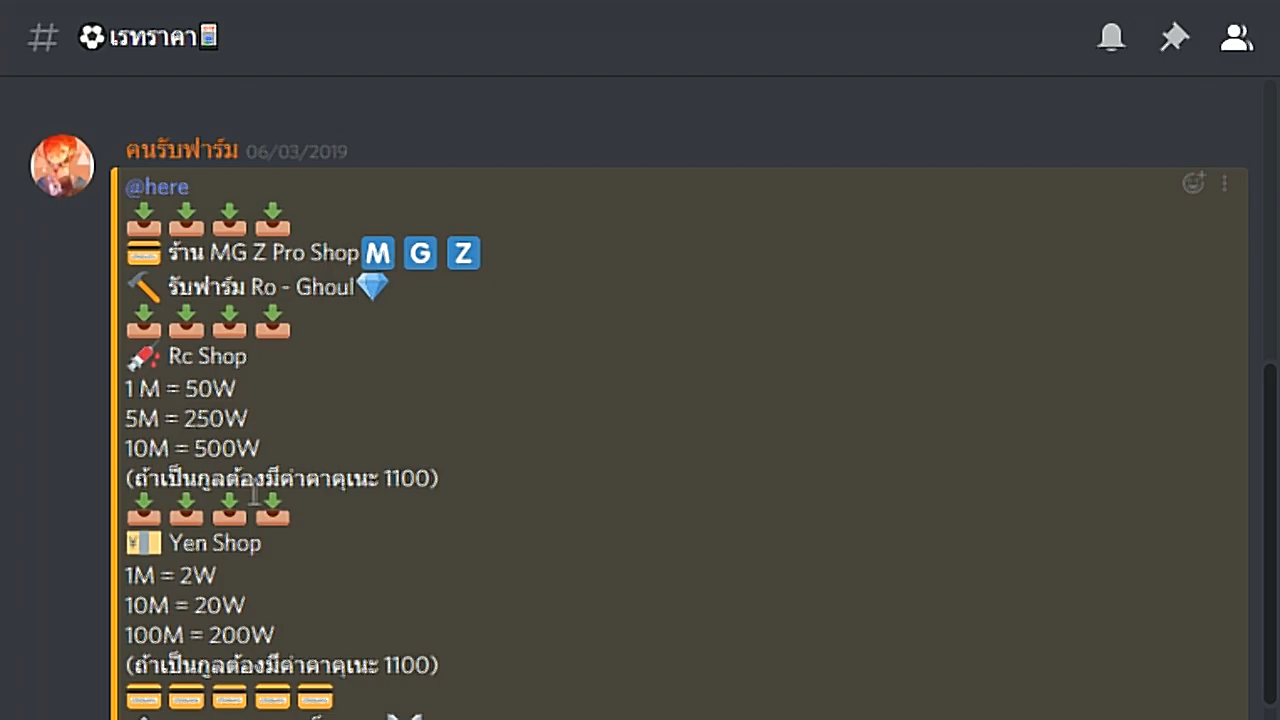 # ⚽เรทราคา📱
คนรับฟาร์ม 06/03/2019
@here
📥 📥 📥 📥
💳 ร้าน MG Z Pro Shop🇲 🇬 🇿
🔨 รับฟาร์ม Ro - Ghoul💎
📥 📥 📥 📥
💉 Rc Shop
1 M = 50W
5M = 250W
10M = 500W
(ถ้าเป็นกูลต้องมีค่าคาคุเนะ 1100)
📥 📥 📥 📥
💴 Yen Shop
1M = 2W
10M = 20W
100M = 200W
(ถ้าเป็นกูลต้องมีค่าคาคุเนะ 1100)
💳 💳 💳 💳 💳